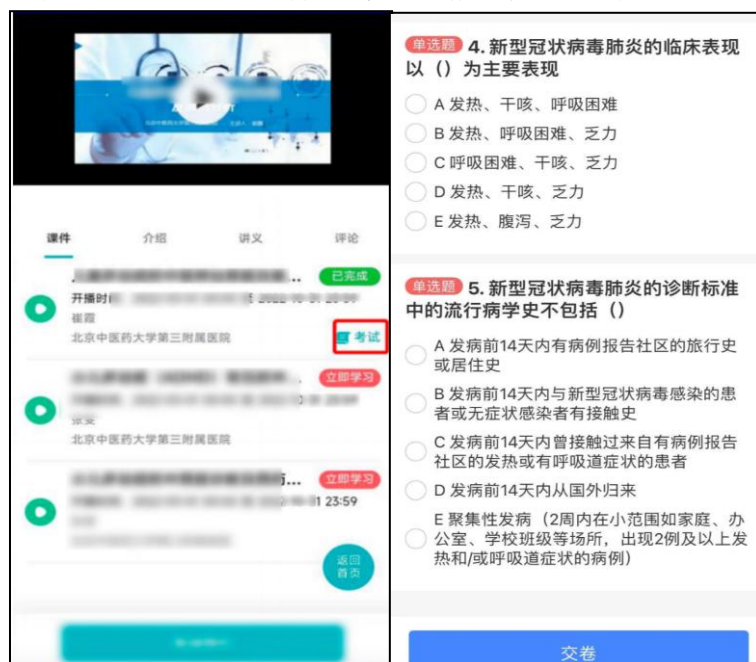 课件
介绍
讲义
评论
已完成
开播时
崔霞
北京中医药大学第三附属医院
考试
立即学习
北京中医药大学第三附属医院
立即学习
31 23:59
返回
首页
单选题 4. 新型冠状病毒肺炎的临床表现
以（）为主要表现
A 发热、干咳、呼吸困难
B 发热、呼吸困难、乏力
C 呼吸困难、干咳、乏力
D 发热、干咳、乏力
E 发热、腹泻、乏力
单选题 5. 新型冠状病毒肺炎的诊断标准
中的流行病学史不包括（）
A 发病前14天内有病例报告社区的旅行史
或居住史
B 发病前14天内与新型冠状病毒感染的患
者或无症状感染者有接触史
C 发病前14天内曾接触过来自有病例报告
社区的发热或有呼吸道症状的患者
D 发病前14天内从国外归来
E 聚集性发病（2周内在小范围如家庭、办
公室、学校班级等场所，出现2例及以上发
热和/或呼吸道症状的病例）
交卷